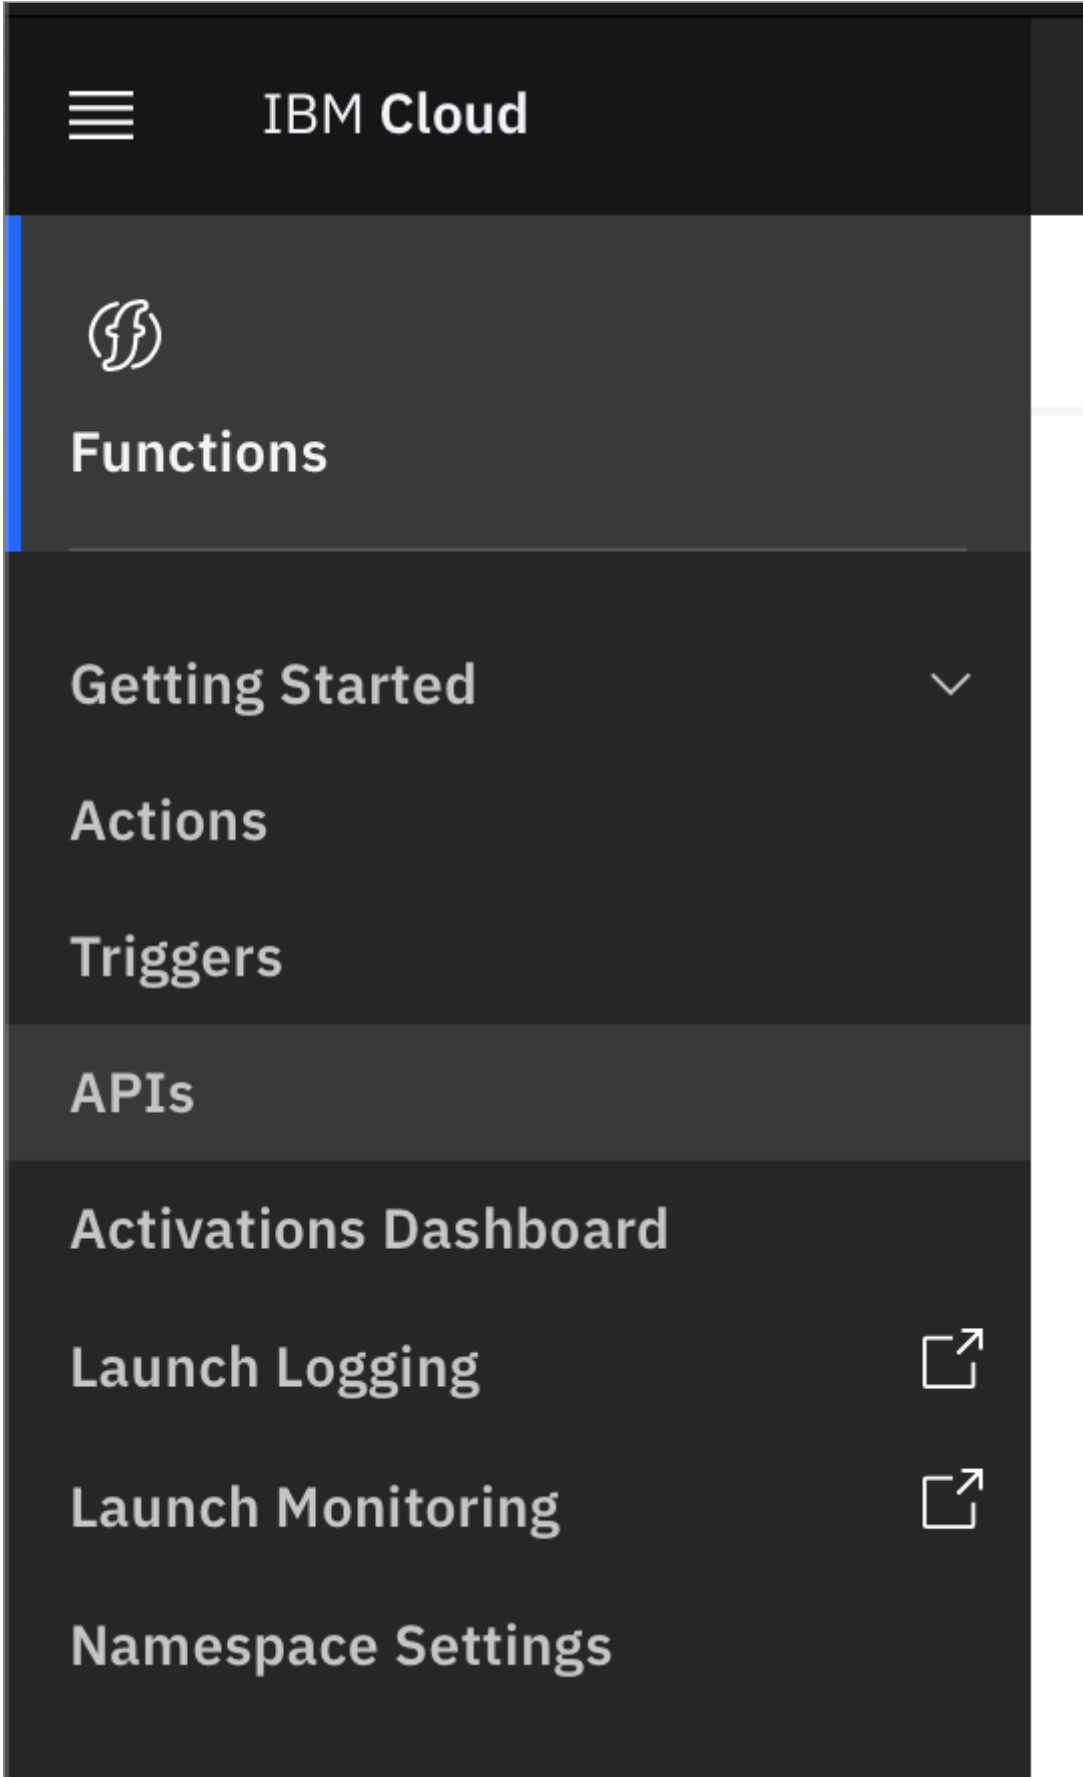 IBM Cloud
Functions
Getting Started
Actions
Triggers
APIs
Activations Dashboard
Launch Logging
Launch Monitoring
Namespace Settings